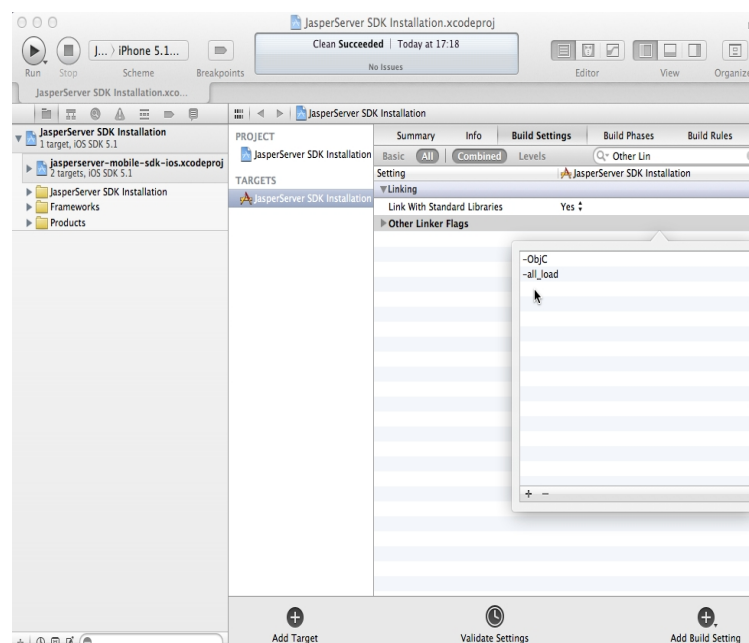 JasperServer SDK Installation.xcodeproj
J... iPhone 5.1...
Clean Succeeded | Today at 17:18
No Issues
Run Stop Scheme Breakpoints
Editor View Organize
JasperServer SDK Installation.xco...
JasperServer SDK Installation
JasperServer SDK Installation
1 target, iOS SDK 5.1
jasperserver-mobile-sdk-ios.xcodeproj
2 targets, iOS SDK 5.1
JasperServer SDK Installation
Frameworks
Products
PROJECT
JasperServer SDK Installation
TARGETS
JasperServer SDK Installation
Summary Info Build Settings Build Phases Build Rules
Basic All Combined Levels Other Lin
Setting JasperServer SDK Installation
Linking
Link With Standard Libraries Yes
Other Linker Flags
-ObjC
-all_load
+ −
Add Target Validate Settings Add Build Setting